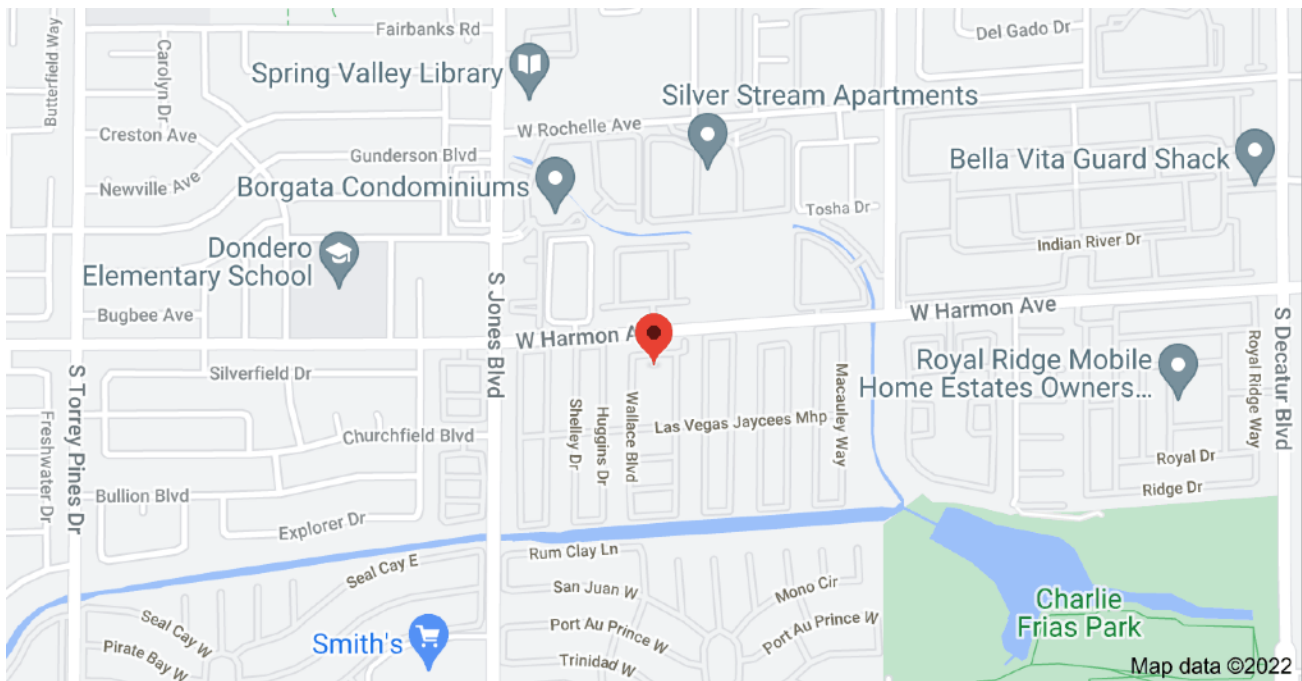 Fairbanks Rd
Del Gado Dr
Butterfield Way
Carolyn Dr
Spring Valley Library
Silver Stream Apartments
Creston Ave
W Rochelle Ave
Gunderson Blvd
Bella Vita Guard Shack
Newville Ave
Borgata Condominiums
Tosha Dr
Dondero
Elementary School
Indian River Dr
S Jones Blvd
Bugbee Ave
W Harmon Ave
W Harmon A
S Decatur Blvd
Silverfield Dr
Royal Ridge Mobile
Home Estates Owners...
Royal Ridge Way
S Torrey Pines Dr
Freshwater Dr
Shelley Dr
Huggins Dr
Wallace Blvd
Las Vegas Jaycees Mhp
Macauley Way
Churchfield Blvd
Royal Dr
Ridge Dr
Bullion Blvd
Explorer Dr
Rum Clay Ln
Seal Cay E
San Juan W
Mono Cir
Charlie
Frias Park
Seal Cay W
Port Au Prince W
Port Au Prince W
Smith's
Pirate Bay W
Trinidad W
Map data ©2022